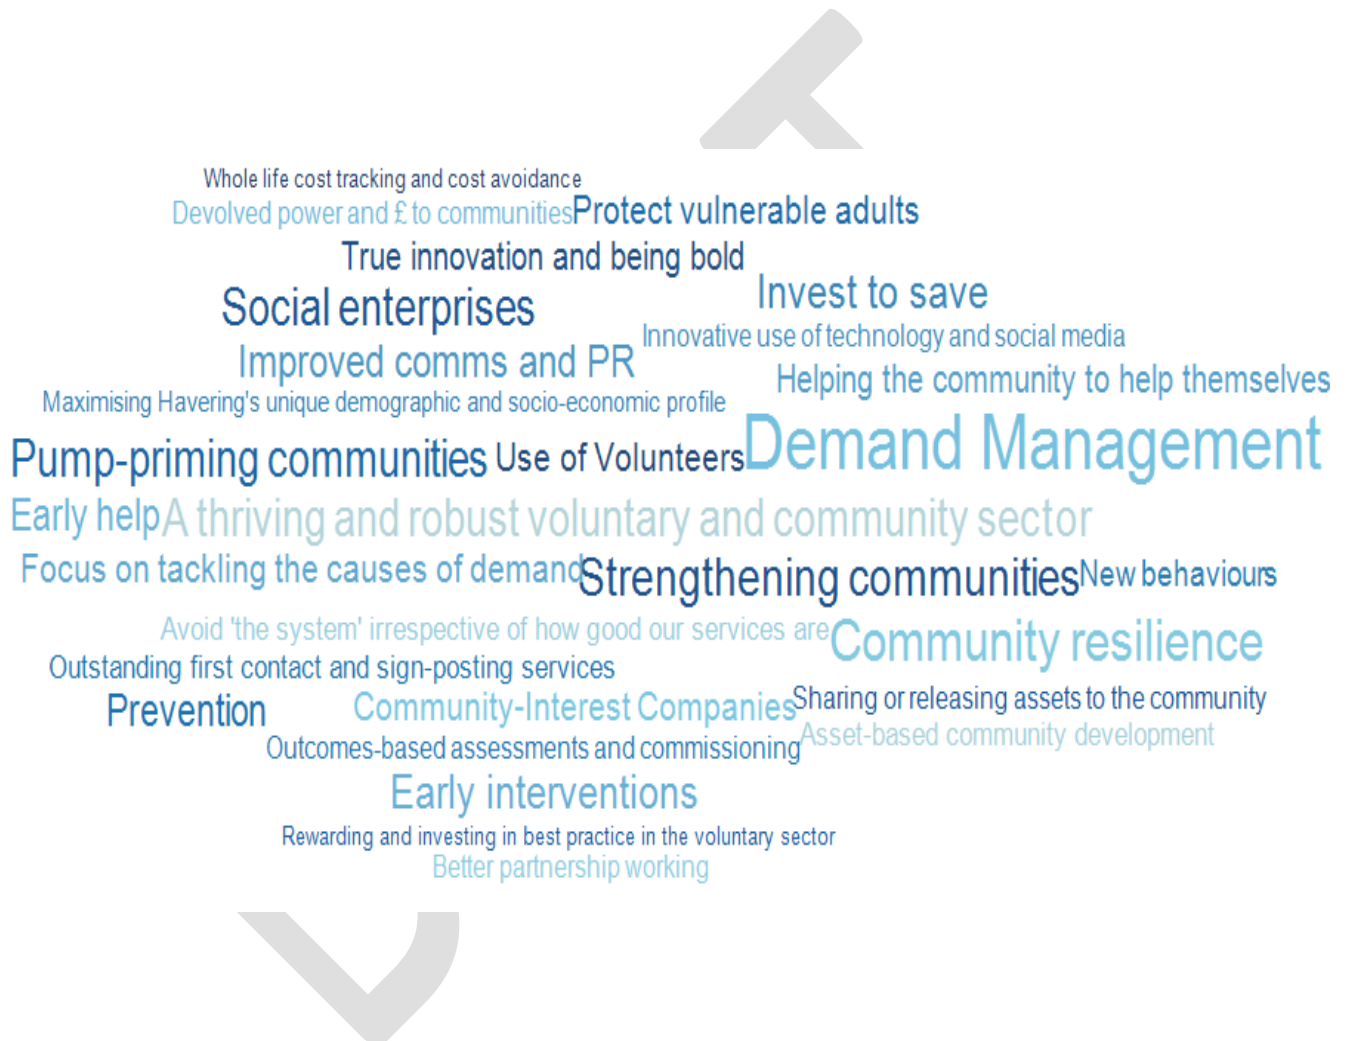 Whole life cost tracking and cost avoidance
Devolved power and £ to communities Protect vulnerable adults
True innovation and being bold
Invest to save
Social enterprises
Innovative use of technology and social media
Improved comms and PR
Helping the community to help themselves
Maximising Havering's unique demographic and socio-economic profile
Demand Management
Pump-priming communities Use of Volunteers
Early help A thriving and robust voluntary and community sector
Focus on tackling the causes of demand Strengthening communities New behaviours
Avoid 'the system' irrespective of how good our services are Community resilience
Outstanding first contact and sign-posting services
Prevention Community-Interest Companies Sharing or releasing assets to the community
Outcomes-based assessments and commissioning Asset-based community development
Early interventions
Rewarding and investing in best practice in the voluntary sector
Better partnership working